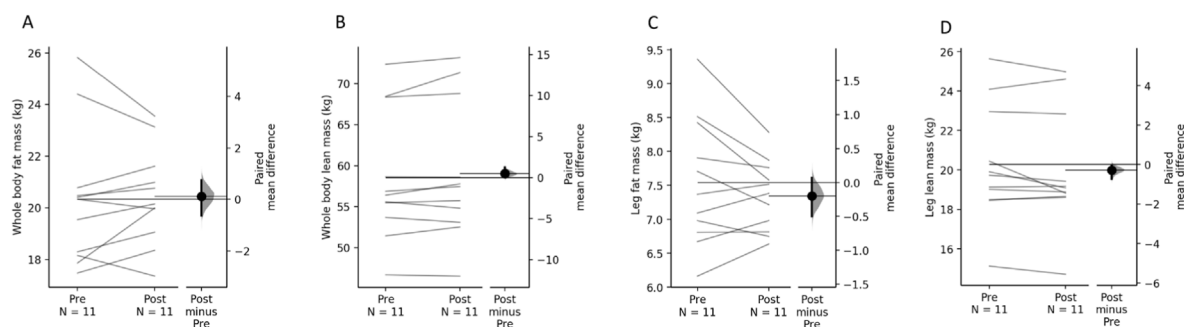 A
Whole body fat mass (kg)
26
24
22
20
18
Pre
N = 11
Post
N = 11
Post
minus
Pre
4
2
0
−2
Paired
mean difference
B
Whole body lean mass (kg)
70
65
60
55
50
Pre
N = 11
Post
N = 11
Post
minus
Pre
15
10
5
0
−5
−10
Paired
mean difference
C
Leg fat mass (kg)
9.5
9.0
8.5
8.0
7.5
7.0
6.5
6.0
Pre
N = 11
Post
N = 11
Post
minus
Pre
1.5
1.0
0.5
0.0
−0.5
−1.0
−1.5
Paired
mean difference
D
Leg lean mass (kg)
26
24
22
20
18
16
Pre
N = 11
Post
N = 11
Post
minus
Pre
4
2
0
−2
−4
−6
Paired
mean difference